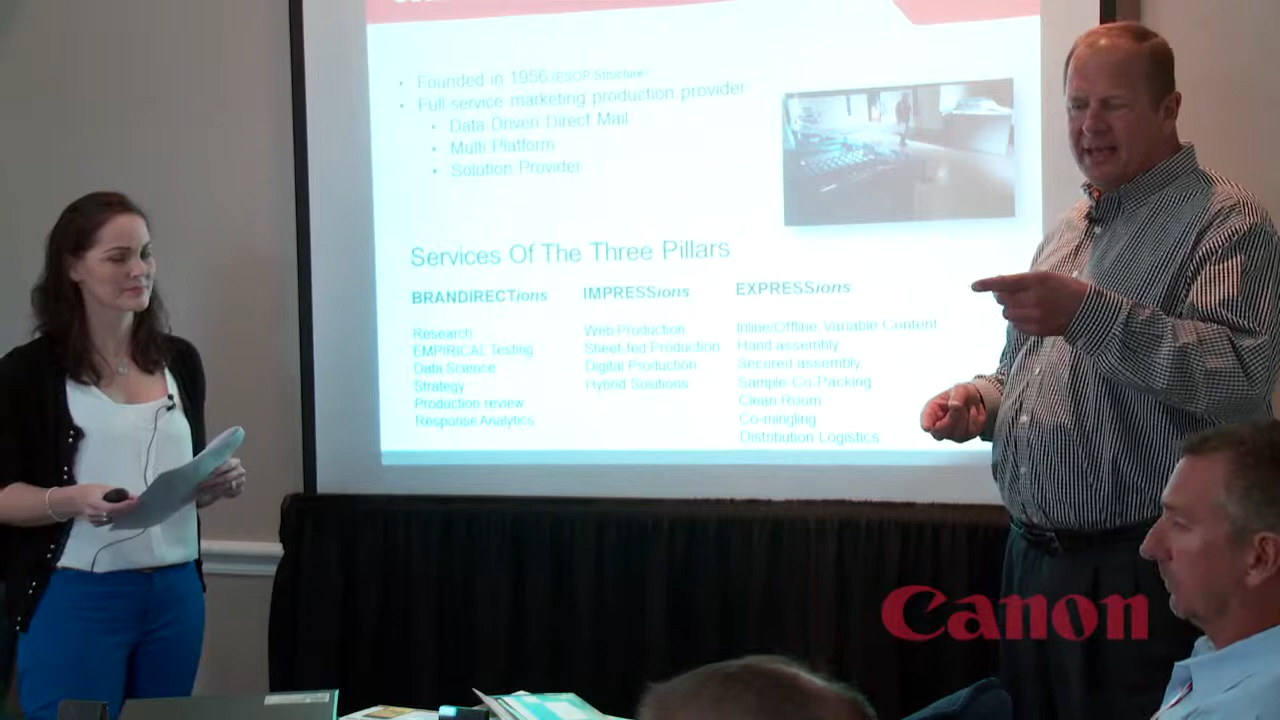 Founded in 1956 (ESOP Structure)
Full service marketing production provider
Data Driven Direct Mail
Multi Platform
Solution Provider
Services Of The Three Pillars
BRANDIRECTions IMPRESSions EXPRESSions
Research
EMPIRICAL Testing
Data Science
Strategy
Production review
Response Analytics
Web Production
Sheet-fed Production
Digital Production
Hybrid Solutions
Inline/Offline Variable Content
Hand assembly
Secured assembly
Sample Co-Packing
Clean Room
Co-mingling
Distribution Logistics
Canon